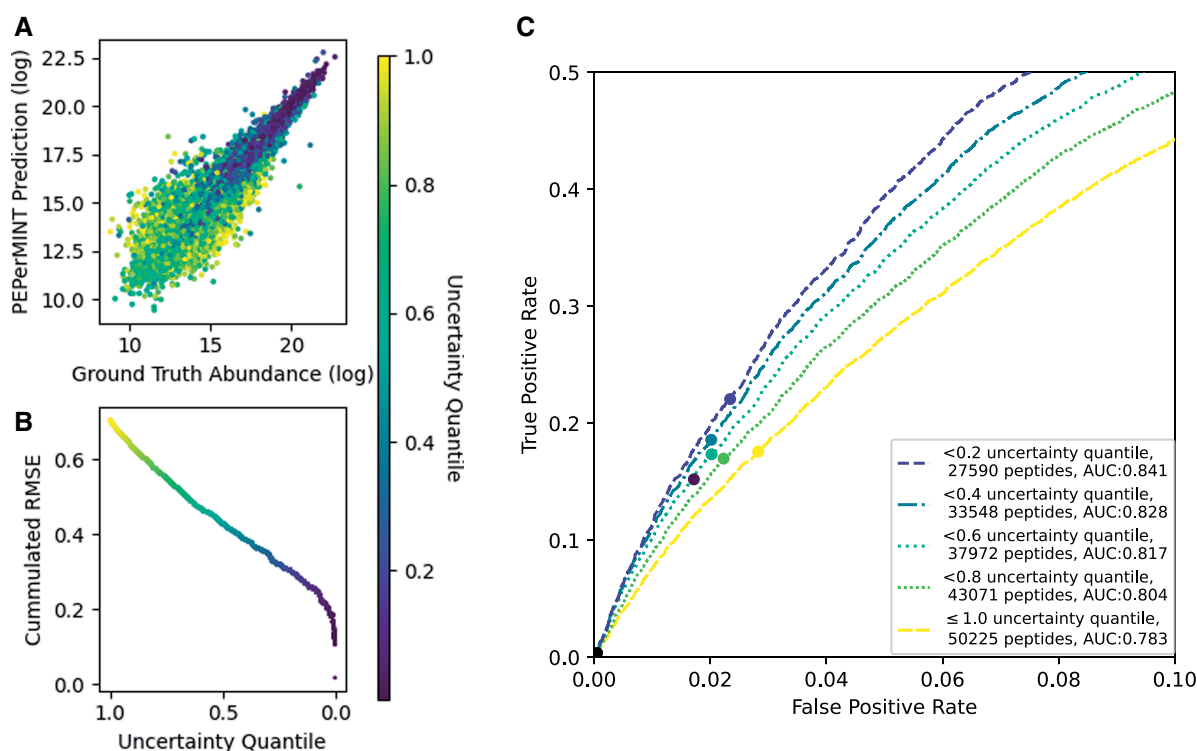 A
22.5
20.0
17.5
15.0
12.5
10.0
PEPerMINT Prediction (log)
10
15
20
Ground Truth Abundance (log)
1.0
0.8
0.6
0.4
0.2
Uncertainty Quantile
B
0.6
0.4
0.2
0.0
Cummulated RMSE
1.0
0.5
0.0
Uncertainty Quantile
C
0.5
0.4
0.3
0.2
0.1
0.0
True Positive Rate
0.00
0.02
0.04
0.06
0.08
0.10
False Positive Rate
<0.2 uncertainty quantile,
27590 peptides, AUC:0.841
<0.4 uncertainty quantile,
33548 peptides, AUC:0.828
<0.6 uncertainty quantile,
37972 peptides, AUC:0.817
<0.8 uncertainty quantile,
43071 peptides, AUC:0.804
≤ 1.0 uncertainty quantile,
50225 peptides, AUC:0.783